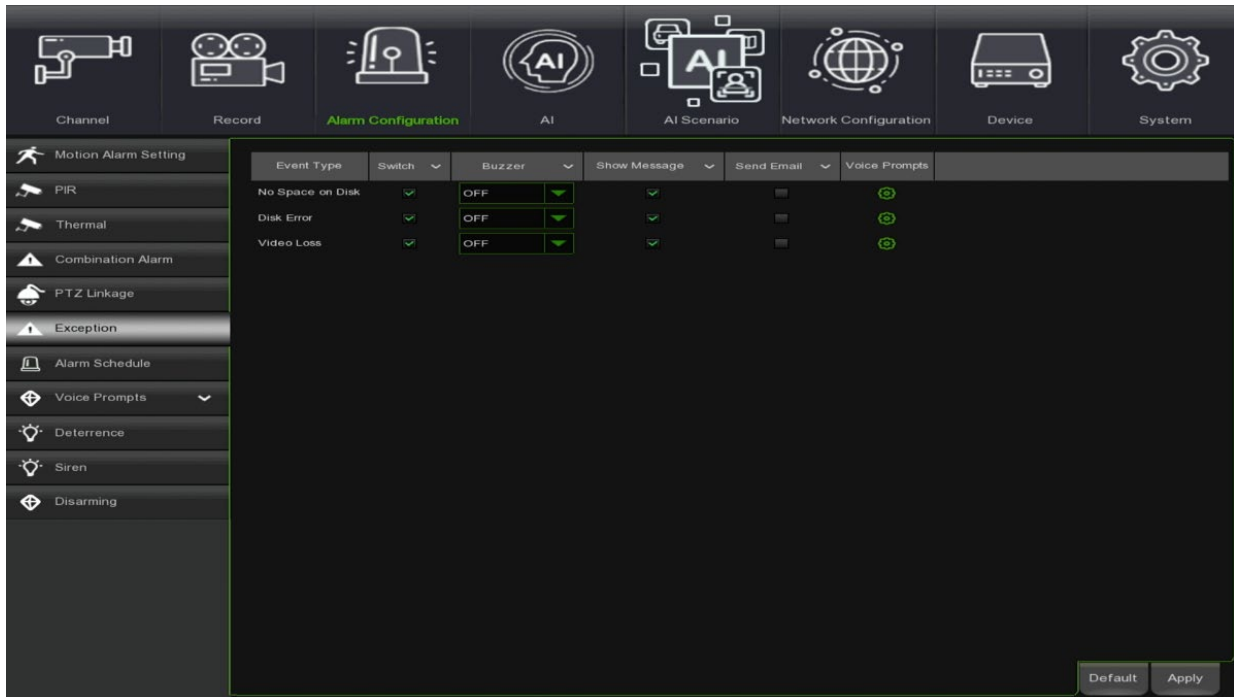 AI
AI
Channel Record Alarm Configuration AI AI Scenario Network Configuration Device System
Motion Alarm Setting
PIR
Thermal
Combination Alarm
PTZ Linkage
Exception
Alarm Schedule
Voice Prompts
Deterrence
Siren
Disarming
Event Type Switch Buzzer Show Message Send Email Voice Prompts
No Space on Disk OFF
Disk Error OFF
Video Loss OFF
Default Apply